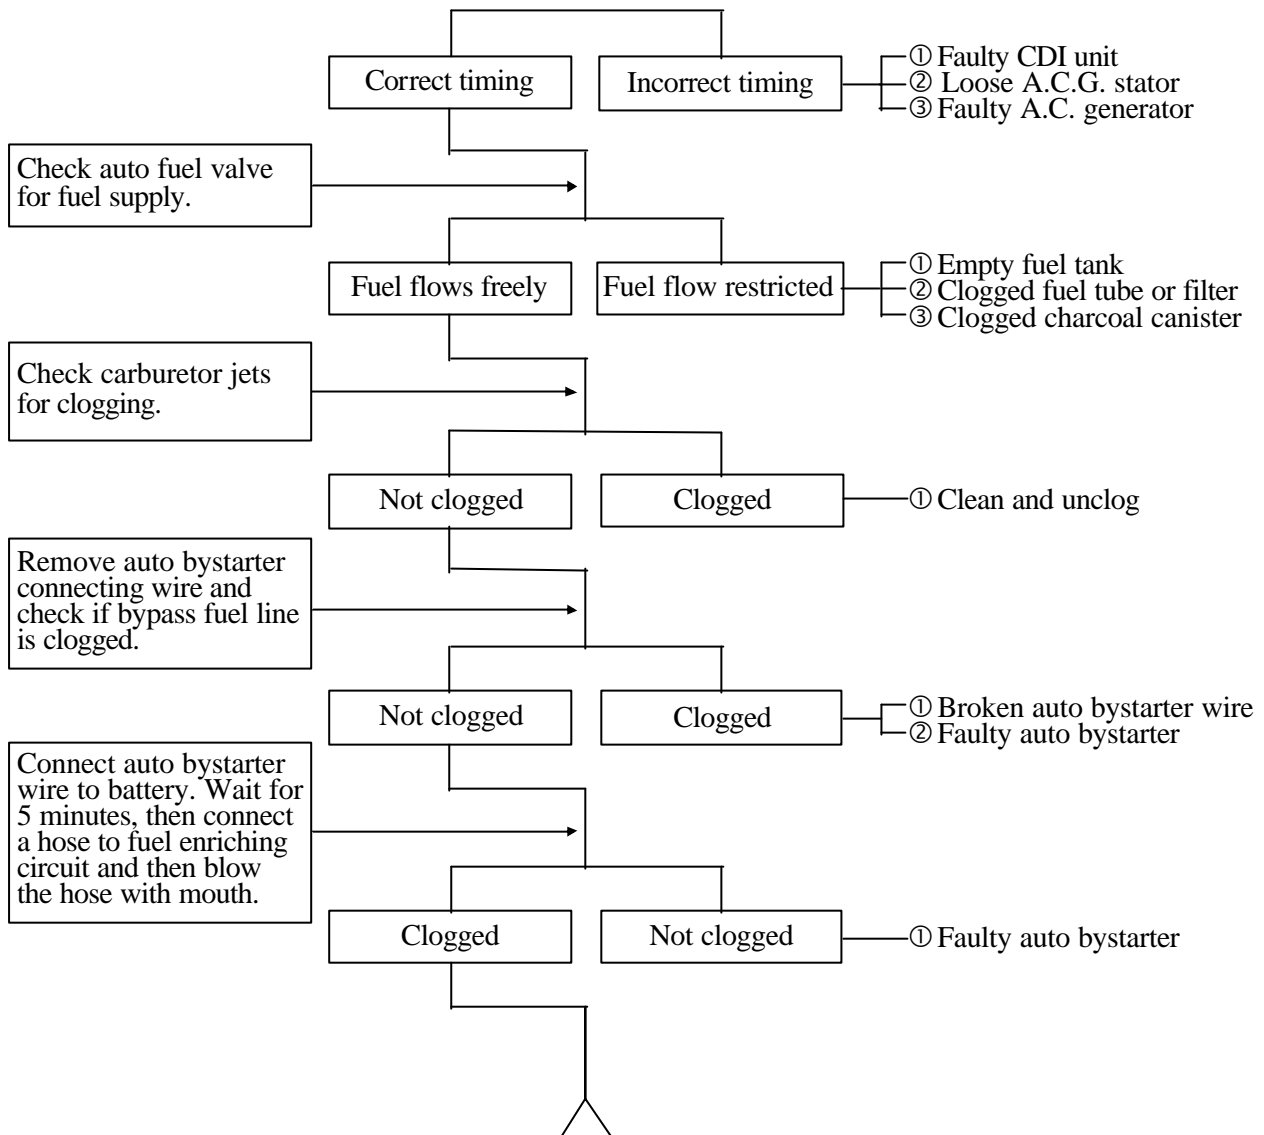 Correct timing
Incorrect timing
① Faulty CDI unit
② Loose A.C.G. stator
③ Faulty A.C. generator
Check auto fuel valve
for fuel supply.
Fuel flows freely
Fuel flow restricted
① Empty fuel tank
② Clogged fuel tube or filter
③ Clogged charcoal canister
Check carburetor jets
for clogging.
Not clogged
Clogged
① Clean and unclog
Remove auto bystarter
connecting wire and
check if bypass fuel line
is clogged.
Not clogged
Clogged
① Broken auto bystarter wire
② Faulty auto bystarter
Connect auto bystarter
wire to battery. Wait for
5 minutes, then connect
a hose to fuel enriching
circuit and then blow
the hose with mouth.
Clogged
Not clogged
① Faulty auto bystarter